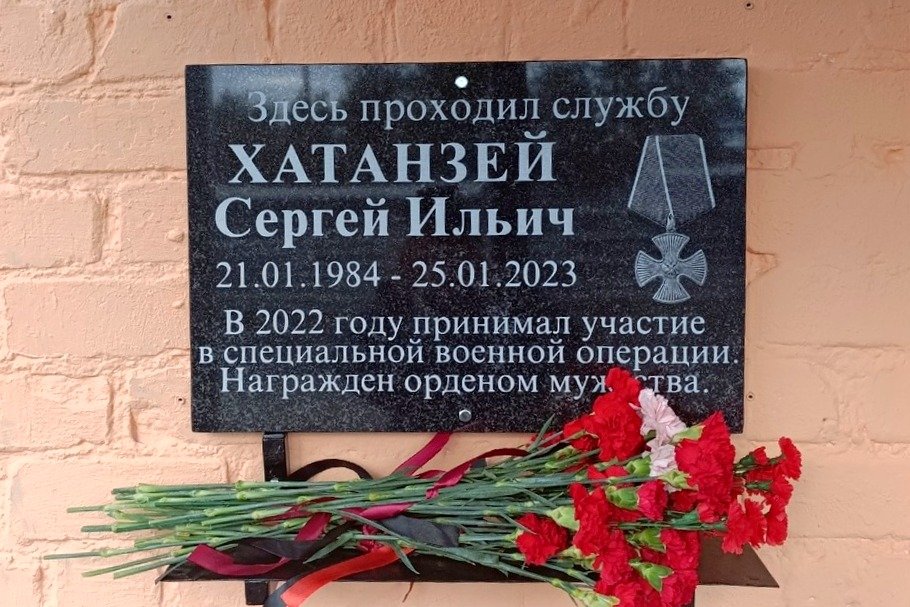 Здесь проходил службу
ХАТАНЗЕЙ
Сергей Ильич
21.01.1984 - 25.01.2023
В 2022 году принимал участие
в специальной военной операции.
Награжден орденом мужества.